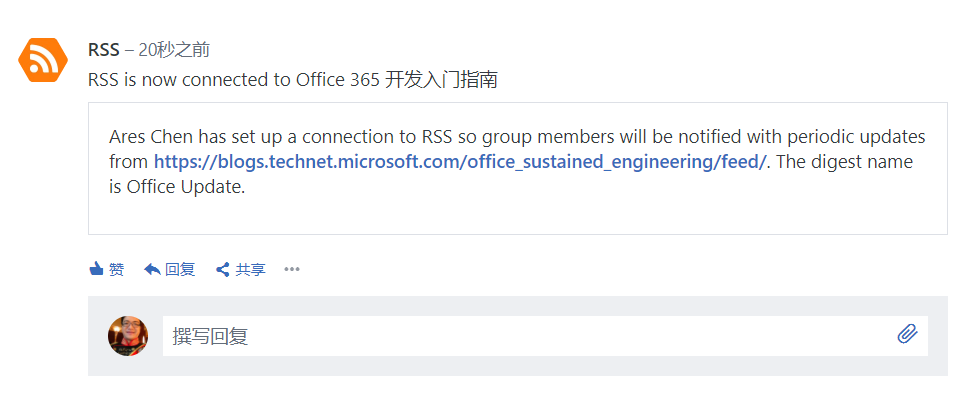 RSS – 20秒之前
RSS is now connected to Office 365 开发入门指南
Ares Chen has set up a connection to RSS so group members will be notified with periodic updates
from https://blogs.technet.microsoft.com/office_sustained_engineering/feed/. The digest name
is Office Update.
赞 回复 共享
撰写回复